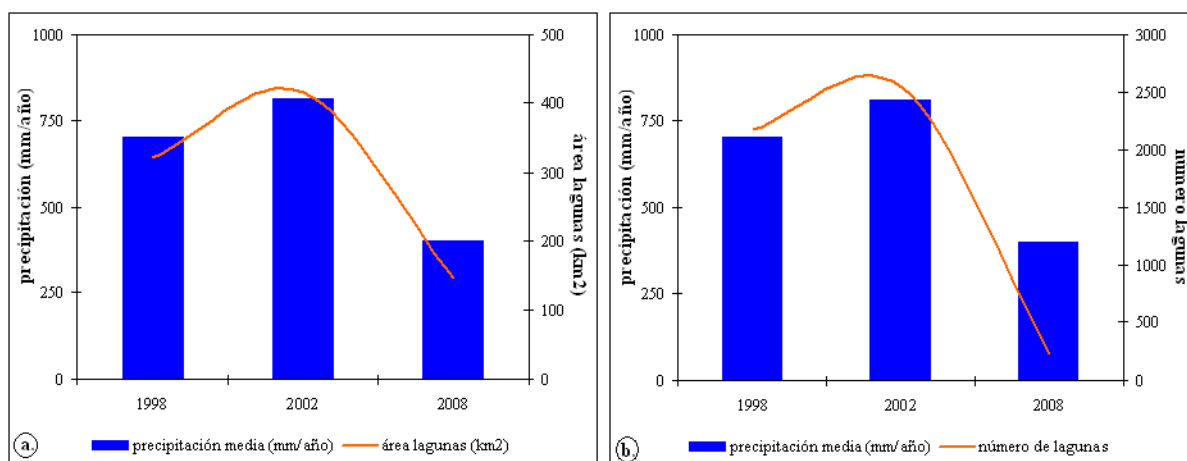 1000
750
500
250
0
precipitación (mm/año)
500
400
300
200
100
0
área lagunas (km2)
1998 2002 2008
a. precipitación media (mm/año) área lagunas (km2)
1000
750
500
250
0
precipitación (mm/año)
3000
2500
2000
1500
1000
500
0
número lagunas
1998 2002 2008
b. precipitación media (mm/año) número de lagunas